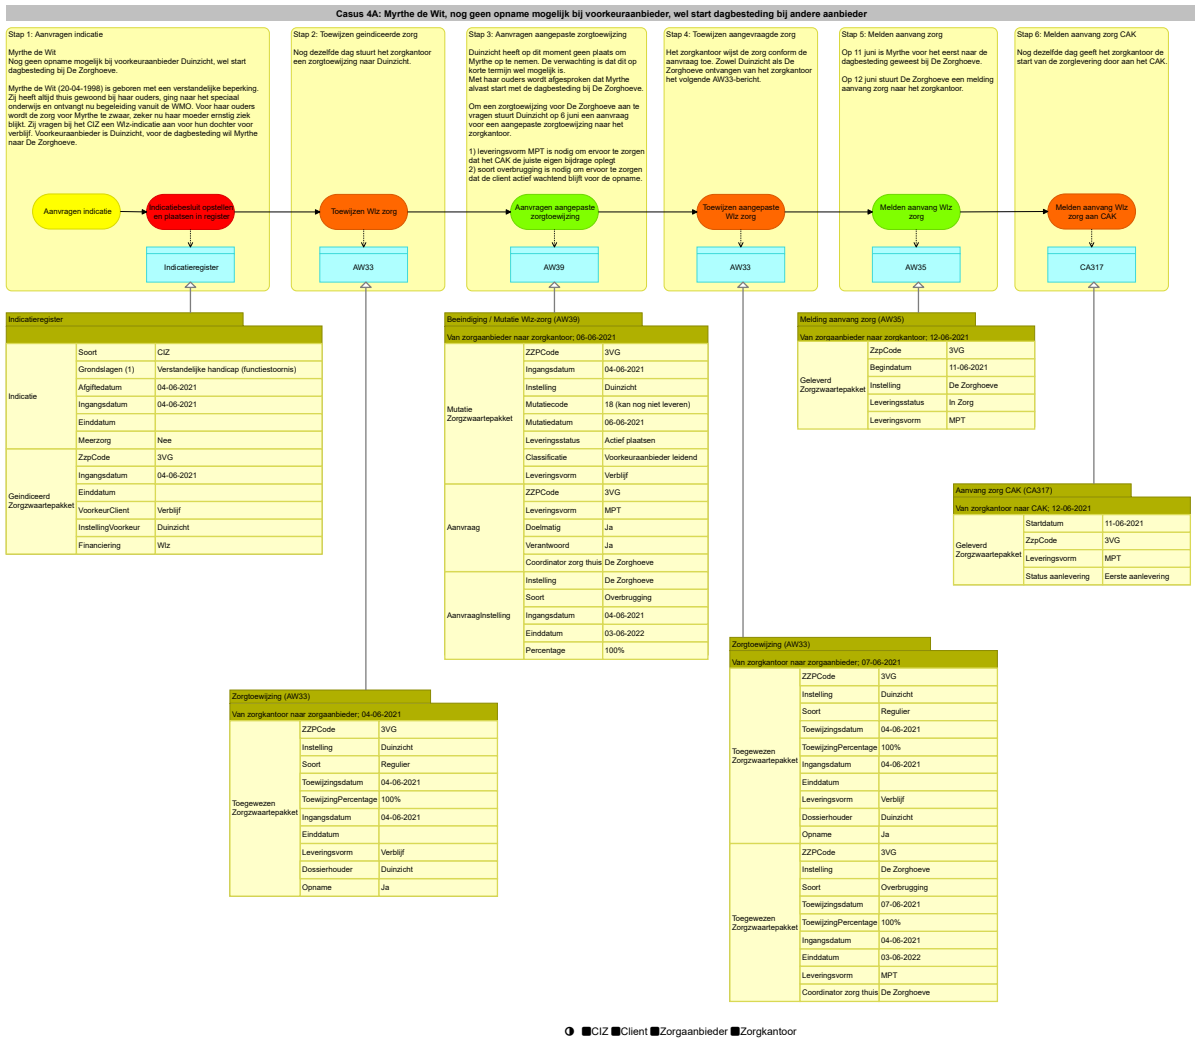 Casus 4A: Myrthe de Wit, nog geen opname mogelijk bij voorkeuraanbieder, wel start dagbesteding bij andere aanbieder
Stap 1: Aanvragen indicatie
Myrthe de Wit
Nog geen opname mogelijk bij voorkeuraanbieder Duinzicht, wel start
dagbesteding bij De Zorghoeve.
Myrthe de Wit (20-04-1998) is geboren met een verstandelijke beperking.
Zij heeft altijd thuis gewoond bij haar ouders, ging naar het speciaal
onderwijs en ontvangt nu begeleiding vanuit de WMO. Voor haar ouders
wordt de zorg voor Myrthe te zwaar, zeker nu haar moeder ernstig ziek
blijkt. Zij vragen bij het CIZ een Wlz-indicatie aan voor hun dochter voor
verblijf. Voorkeuraanbieder is Duinzicht, voor de dagbesteding wil Myrthe
naar De Zorghoeve.
Stap 2: Toewijzen geindiceerde zorg
Nog dezelfde dag stuurt het zorgkantoor
een zorgtoewijzing naar Duinzicht.
Stap 3: Aanvragen aangepaste zorgtoewijzing
Duinzicht heeft op dit moment geen plaats om
Myrthe op te nemen. De verwachting is dat dit op
korte termijn wel mogelijk is.
Met haar ouders wordt afgesproken dat Myrthe
alvast start met de dagbesteding bij De Zorghoeve.
Om een zorgtoewijzing voor De Zorghoeve aan te
vragen stuurt Duinzicht op 6 juni een aanvraag
voor een aangepaste zorgtoewijzing naar het
zorgkantoor.
1) leveringsvorm MPT is nodig om ervoor te zorgen
dat het CAK de juiste eigen bijdrage oplegt
2) soort overbrugging is nodig om ervoor te zorgen
dat de client actief wachtend blijft voor de opname.
Stap 4: Toewijzen aangevraagde zorg
Het zorgkantoor wijst de zorg conform de
aanvraag toe. Zowel Duinzicht als De
Zorghoeve ontvangen van het zorgkantoor
het volgende AW33-bericht.
Stap 5: Melden aanvang zorg
Op 11 juni is Myrthe voor het eerst naar de
dagbesteding geweest bij De Zorghoeve.
Op 12 juni stuurt De Zorghoeve een melding
aanvang zorg naar het zorgkantoor.
Stap 6: Melden aanvang zorg CAK
Nog dezelfde dag geeft het zorgkantoor de
start van de zorglevering door aan het CAK.
Aanvragen indicatie
Indicatiebesluit opstellen
en plaatsen in register
Toewijzen Wlz zorg
Aanvragen aangepaste
zorgtoewijzing
Toewijzen aangepaste
Wlz zorg
Melden aanvang Wlz
zorg
Melden aanvang Wlz
zorg aan CAK
Indicatieregister
AW33
AW39
AW33
AW35
CA317
Indicatieregister
Indicatie
Soort CIZ
Grondslagen (1) Verstandelijke handicap (functiestoornis)
Afgiftedatum 04-06-2021
Ingangsdatum 04-06-2021
Einddatum
Meerzorg Nee
Geindiceerd
Zorgzwaartepakket
ZzpCode 3VG
Ingangsdatum 04-06-2021
Einddatum
VoorkeurClient Verblijf
InstellingVoorkeur Duinzicht
Financiering Wlz
Beeindiging / Mutatie Wlz-zorg (AW39)
Van zorgaanbieder naar zorgkantoor; 06-06-2021
Mutatie
Zorgzwaartepakket
ZZPCode 3VG
Ingangsdatum 04-06-2021
Instelling Duinzicht
Mutatiecode 18 (kan nog niet leveren)
Mutatiedatum 06-06-2021
Leveringsstatus Actief plaatsen
Classificatie Voorkeuraanbieder leidend
Leveringsvorm Verblijf
Aanvraag
ZZPCode 3VG
Leveringsvorm MPT
Doelmatig Ja
Verantwoord Ja
Coordinator zorg thuis De Zorghoeve
AanvraagInstelling
Instelling De Zorghoeve
Soort Overbrugging
Ingangsdatum 04-06-2021
Einddatum 03-06-2022
Percentage 100%
Melding aanvang zorg (AW35)
Van zorgaanbieder naar zorgkantoor; 12-06-2021
Geleverd
Zorgzwaartepakket
ZzpCode 3VG
Begindatum 11-06-2021
Instelling De Zorghoeve
Leveringsstatus In Zorg
Leveringsvorm MPT
Aanvang zorg CAK (CA317)
Van zorgkantoor naar CAK; 12-06-2021
Geleverd
Zorgzwaartepakket
Startdatum 11-06-2021
ZzpCode 3VG
Leveringsvorm MPT
Status aanlevering Eerste aanlevering
Zorgtoewijzing (AW33)
Van zorgkantoor naar zorgaanbieder; 04-06-2021
Toegewezen
Zorgzwaartepakket
ZZPCode 3VG
Instelling Duinzicht
Soort Regulier
Toewijzingsdatum 04-06-2021
ToewijzingPercentage 100%
Ingangsdatum 04-06-2021
Einddatum
Leveringsvorm Verblijf
Dossierhouder Duinzicht
Opname Ja
Zorgtoewijzing (AW33)
Van zorgkantoor naar zorgaanbieder; 07-06-2021
Toegewezen
Zorgzwaartepakket
ZZPCode 3VG
Instelling Duinzicht
Soort Regulier
Toewijzingsdatum 04-06-2021
ToewijzingPercentage 100%
Ingangsdatum 04-06-2021
Einddatum
Leveringsvorm Verblijf
Dossierhouder Duinzicht
Opname Ja
Toegewezen
Zorgzwaartepakket
ZZPCode 3VG
Instelling De Zorghoeve
Soort Overbrugging
Toewijzingsdatum 07-06-2021
ToewijzingPercentage 100%
Ingangsdatum 04-06-2021
Einddatum 03-06-2022
Leveringsvorm MPT
Coordinator zorg thuis De Zorghoeve
CIZ Client Zorgaanbieder Zorgkantoor